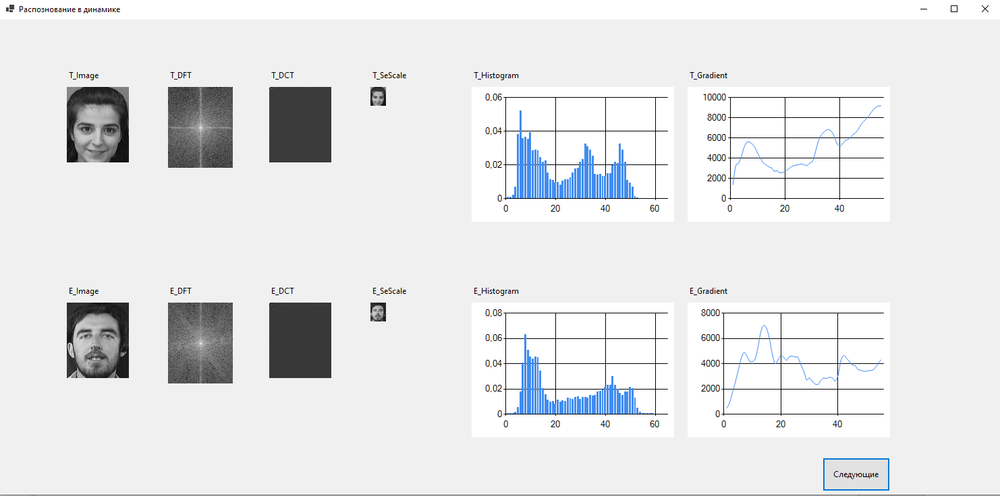 Распознование в динамике
T_Image T_DFT T_DCT T_SeScale T_Histogram T_Gradient
0,06
0,04
0,02
0
0 20 40 60
10000
8000
6000
4000
2000
0
0 20 40
E_Image E_DFT E_DCT E_SeScale E_Histogram E_Gradient
0,08
0,06
0,04
0,02
0
0 20 40 60
8000
6000
4000
2000
0
0 20 40
Следующие